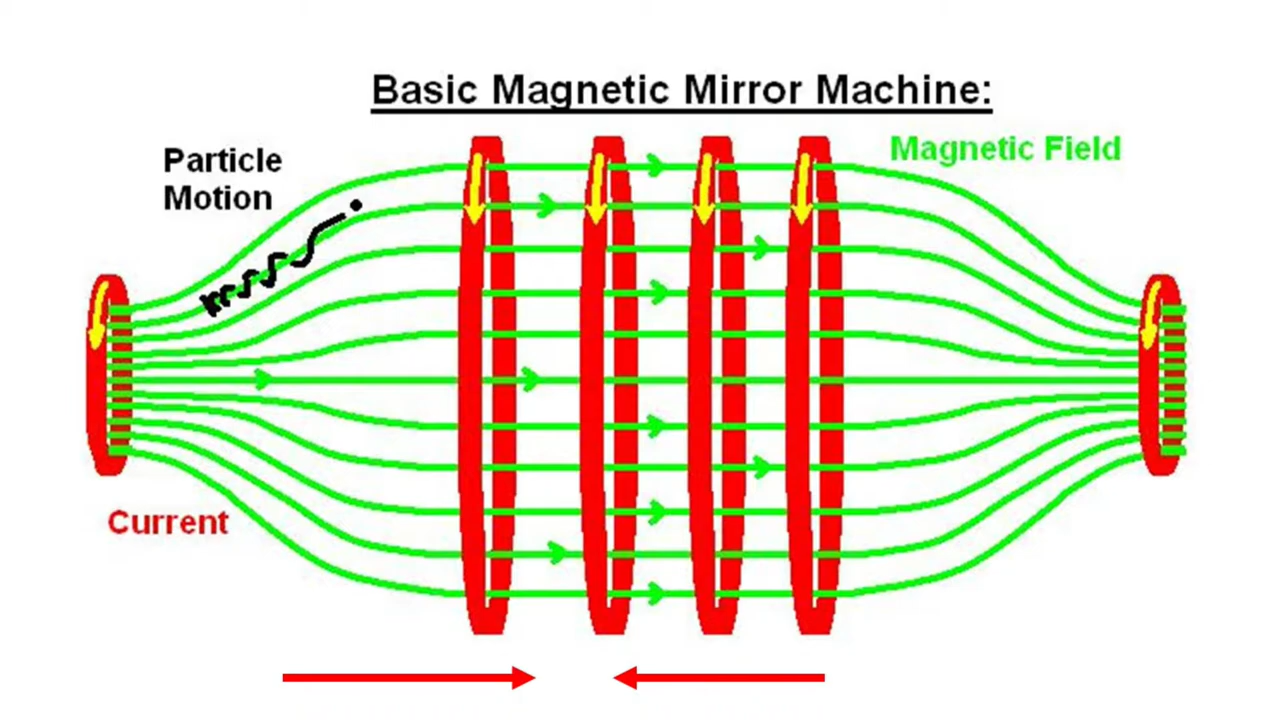 Basic Magnetic Mirror Machine:
Particle
Motion
Magnetic Field
Current